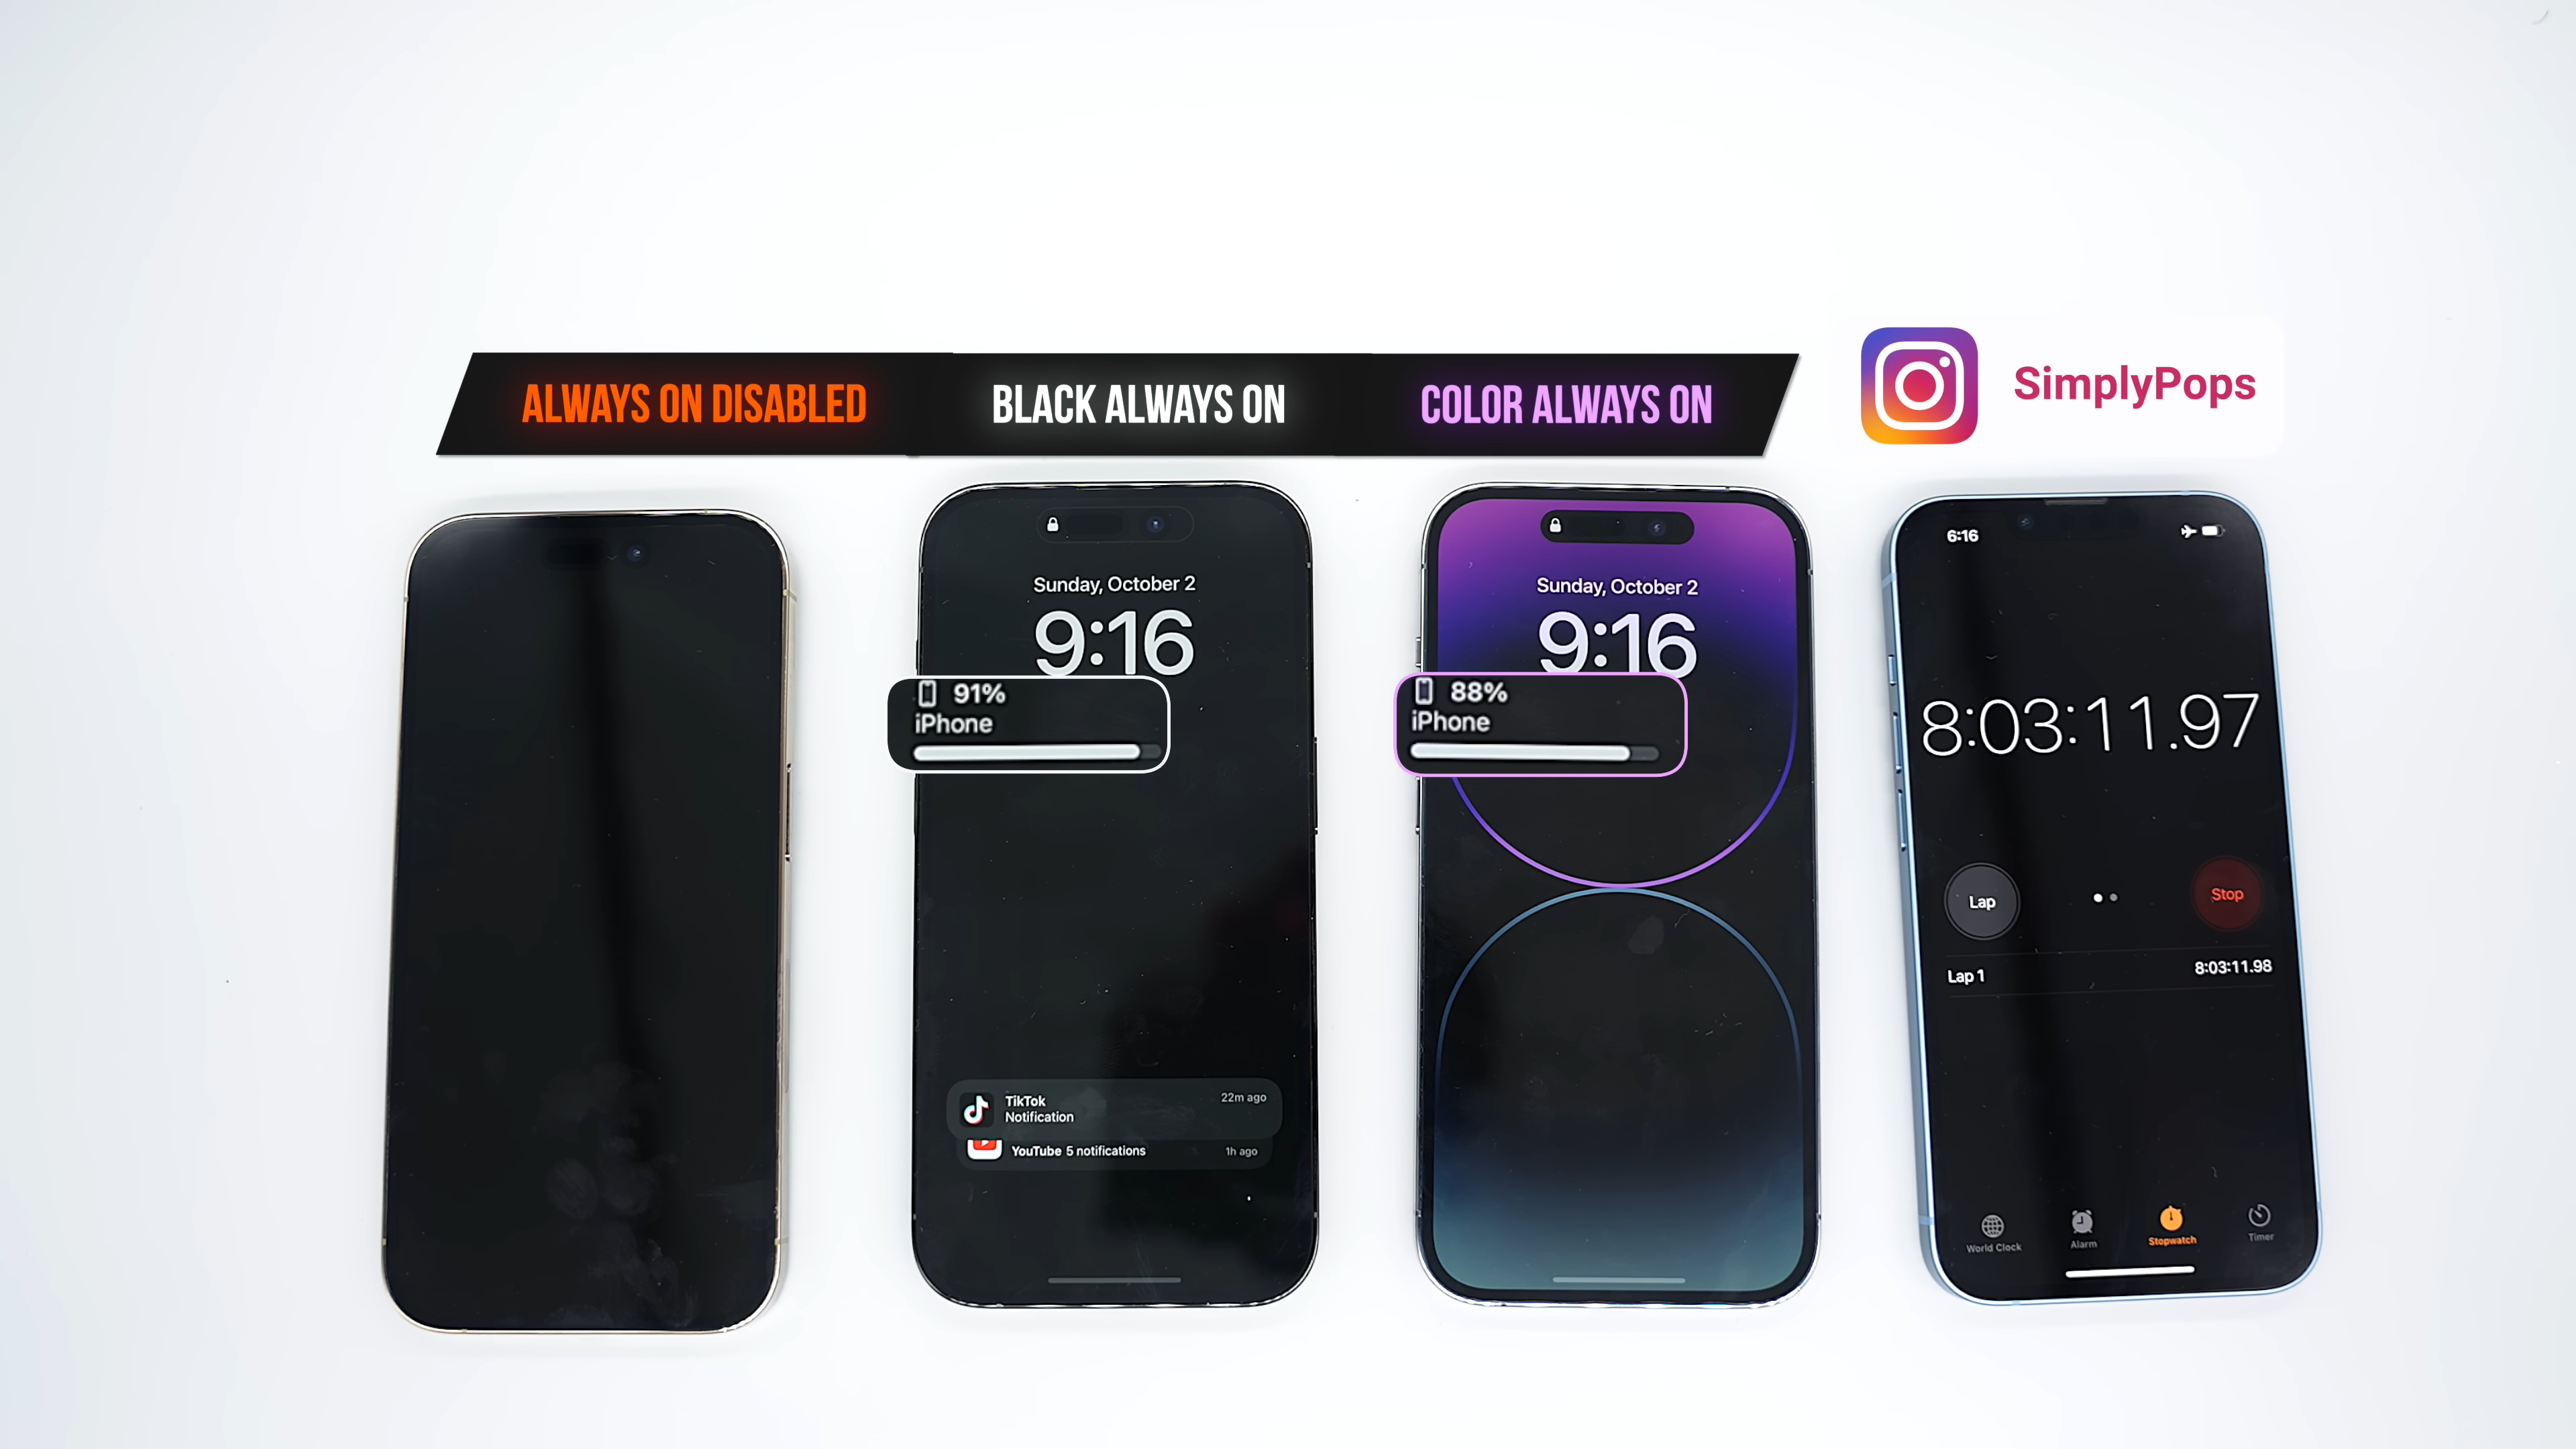 ALWAYS ON DISABLED
BLACK ALWAYS ON
COLOR ALWAYS ON
SimplyPops
Sunday, October 2
9:16
91%
iPhone
TikTok
22m ago
Notification
YouTube 5 notifications
1h ago
Sunday, October 2
9:16
88%
iPhone
6:16
8:03:11.97
Lap
Stop
Lap 1
8:03:11.98
World Clock
Alarm
Stopwatch
Timer